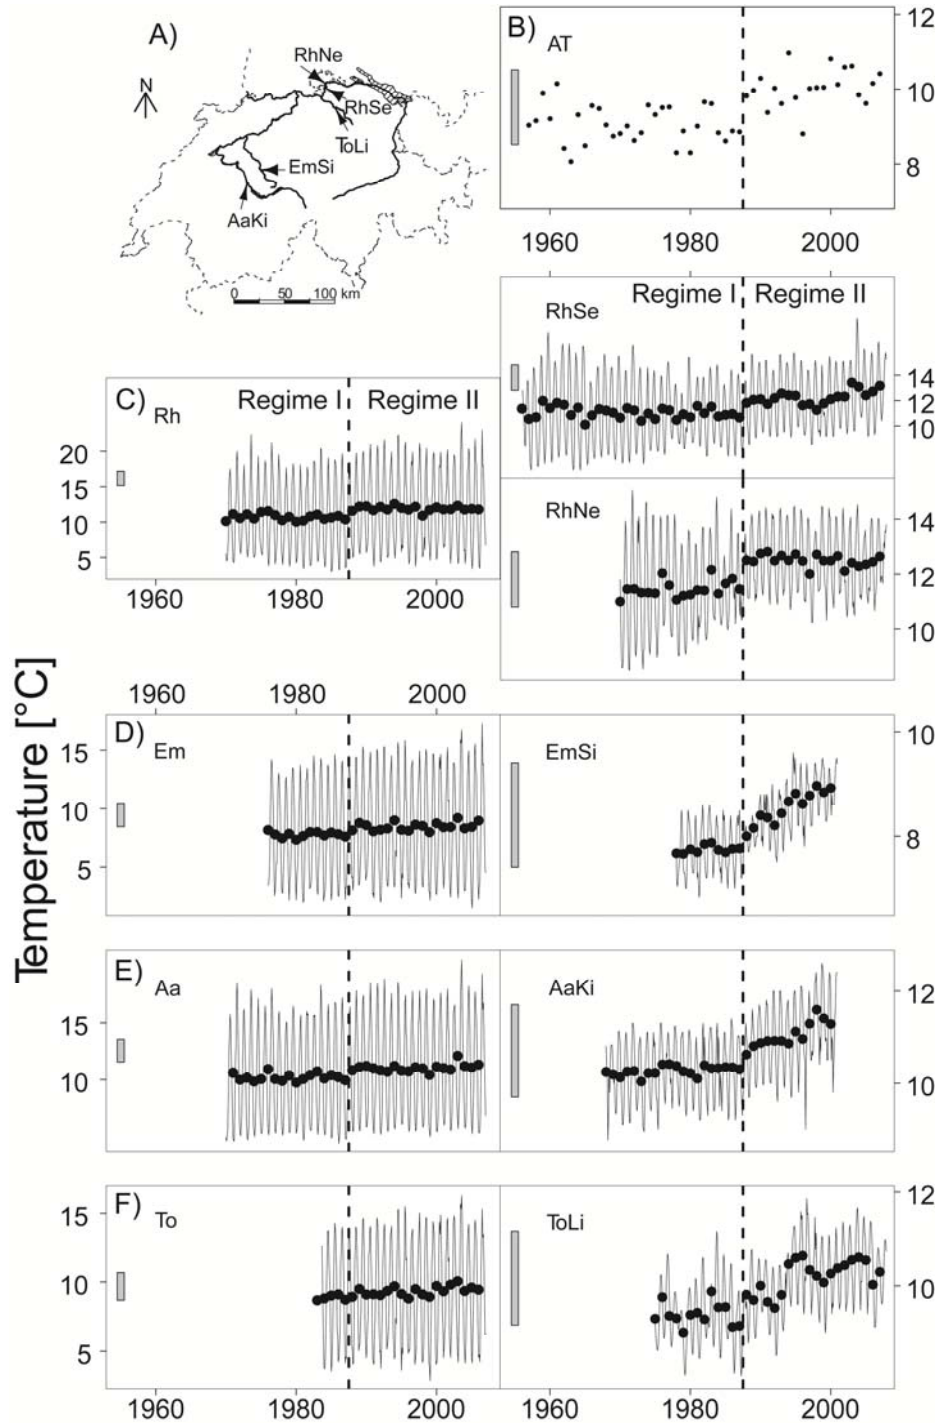 A)
N
RhNe
RhSe
ToLi
EmSi
AaKi
0 50 100 km
B) AT
12
10
8
1960 1980 2000
Regime I Regime II
RhSe
14
12
10
C) Rh
Regime I Regime II
20
15
10
5
1960 1980 2000
RhNe
14
12
10
Temperature [°C]
1960 1980 2000
D) Em
15
10
5
EmSi
10
8
E) Aa
15
10
AaKi
12
10
F) To
15
10
5
1960 1980 2000
ToLi
12
10
1960 1980 2000